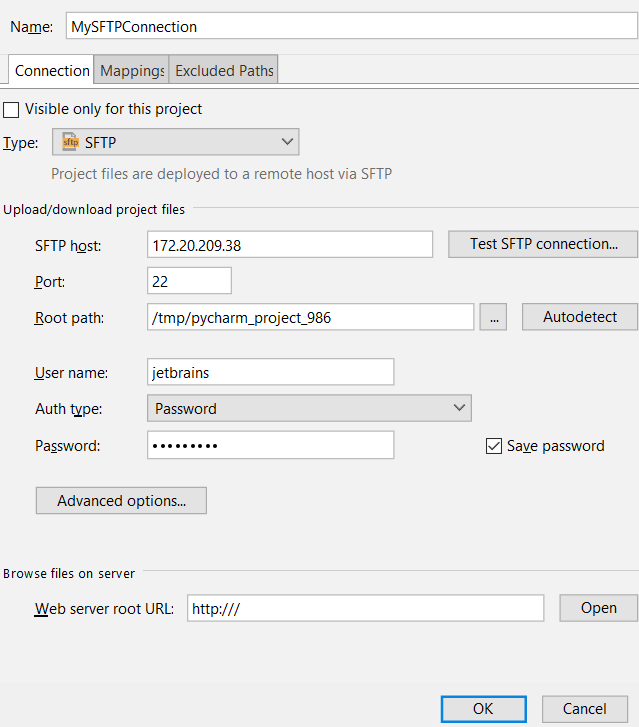 Name: MySFTPConnection
Connection Mappings Excluded Paths
Visible only for this project
Type: sftp SFTP
Project files are deployed to a remote host via SFTP
Upload/download project files
SFTP host: 172.20.209.38 Test SFTP connection...
Port: 22
Root path: /tmp/pycharm_project_986 ... Autodetect
User name: jetbrains
Auth type: Password
Password: ••••••••• Save password
Advanced options...
Browse files on server
Web server root URL: http:/// Open
OK Cancel